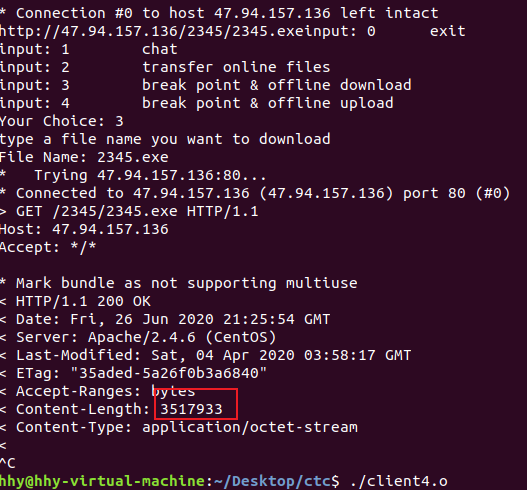 * Connection #0 to host 47.94.157.136 left intact
http://47.94.157.136/2345/2345.exeinput: 0      exit
input: 1        chat
input: 2        transfer online files
input: 3        break point & offline download
input: 4        break point & offline upload
Your Choice: 3
type a file name you want to download
File Name: 2345.exe
*   Trying 47.94.157.136:80...
* Connected to 47.94.157.136 (47.94.157.136) port 80 (#0)
> GET /2345/2345.exe HTTP/1.1
Host: 47.94.157.136
Accept: */*

* Mark bundle as not supporting multiuse
< HTTP/1.1 200 OK
< Date: Fri, 26 Jun 2020 21:25:54 GMT
< Server: Apache/2.4.6 (CentOS)
< Last-Modified: Sat, 04 Apr 2020 03:58:17 GMT
< ETag: "35aded-5a26f0b3a6840"
< Accept-Ranges: bytes
< Content-Length: 3517933
< Content-Type: application/octet-stream
<
^C
hhy@hhy-virtual-machine:~/Desktop/ctc$ ./client4.o